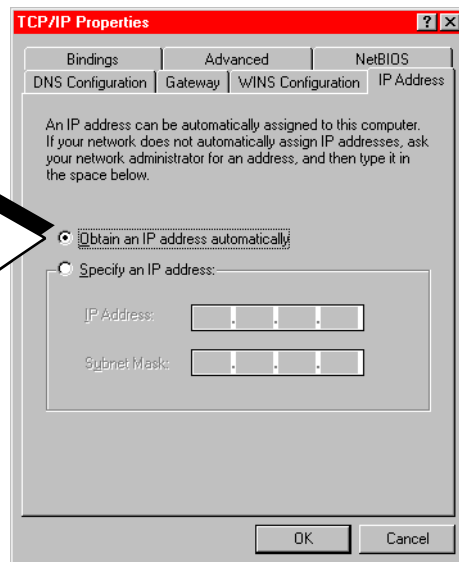 TCP/IP Properties
Bindings Advanced NetBIOS
DNS Configuration Gateway WINS Configuration IP Address
An IP address can be automatically assigned to this computer.
If your network does not automatically assign IP addresses, ask
your network administrator for an address, and then type it in
the space below.
Obtain an IP address automatically
Specify an IP address:
IP Address:
Subnet Mask:
OK Cancel